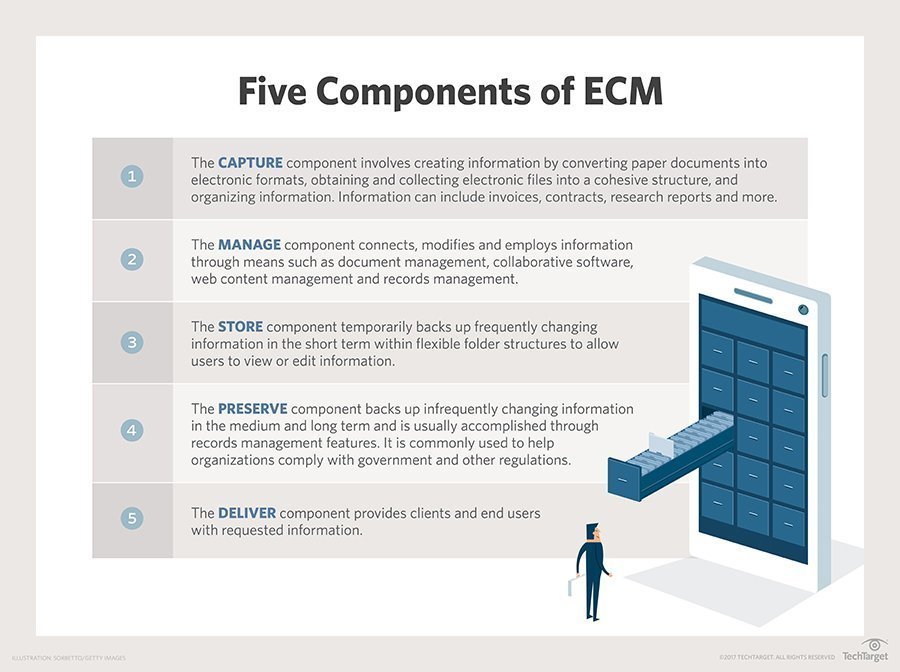 Five Components of ECM
1
The CAPTURE component involves creating information by converting paper documents into
electronic formats, obtaining and collecting electronic files into a cohesive structure, and
organizing information. Information can include invoices, contracts, research reports and more.
2
The MANAGE component connects, modifies and employs information
through means such as document management, collaborative software,
web content management and records management.
3
The STORE component temporarily backs up frequently changing
information in the short term within flexible folder structures to allow
users to view or edit information.
4
The PRESERVE component backs up infrequently changing information
in the medium and long term and is usually accomplished through
records management features. It is commonly used to help
organizations comply with government and other regulations.
5
The DELIVER component provides clients and end users
with requested information.
ILLUSTRATION: SORBETTO/GETTY IMAGES
©2017 TECHTARGET. ALL RIGHTS RESERVED TechTarget